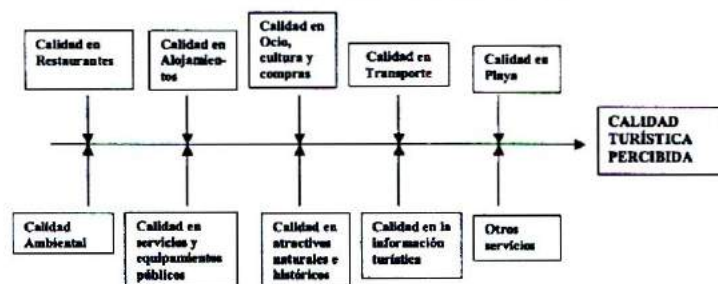 Calidad en
Restaurantes
Calidad en
Alojamien-
tos
Calidad en
Ocio,
cultura y
compras
Calidad en
Transporte
Calidad en
Playa
CALIDAD
TURÍSTICA
PERCIBIDA
Calidad
Ambiental
Calidad en
servicios y
equipamientos
públicos
Calidad en
atractivos
naturales e
históricos
Calidad en la
información
turística
Otros
servicios